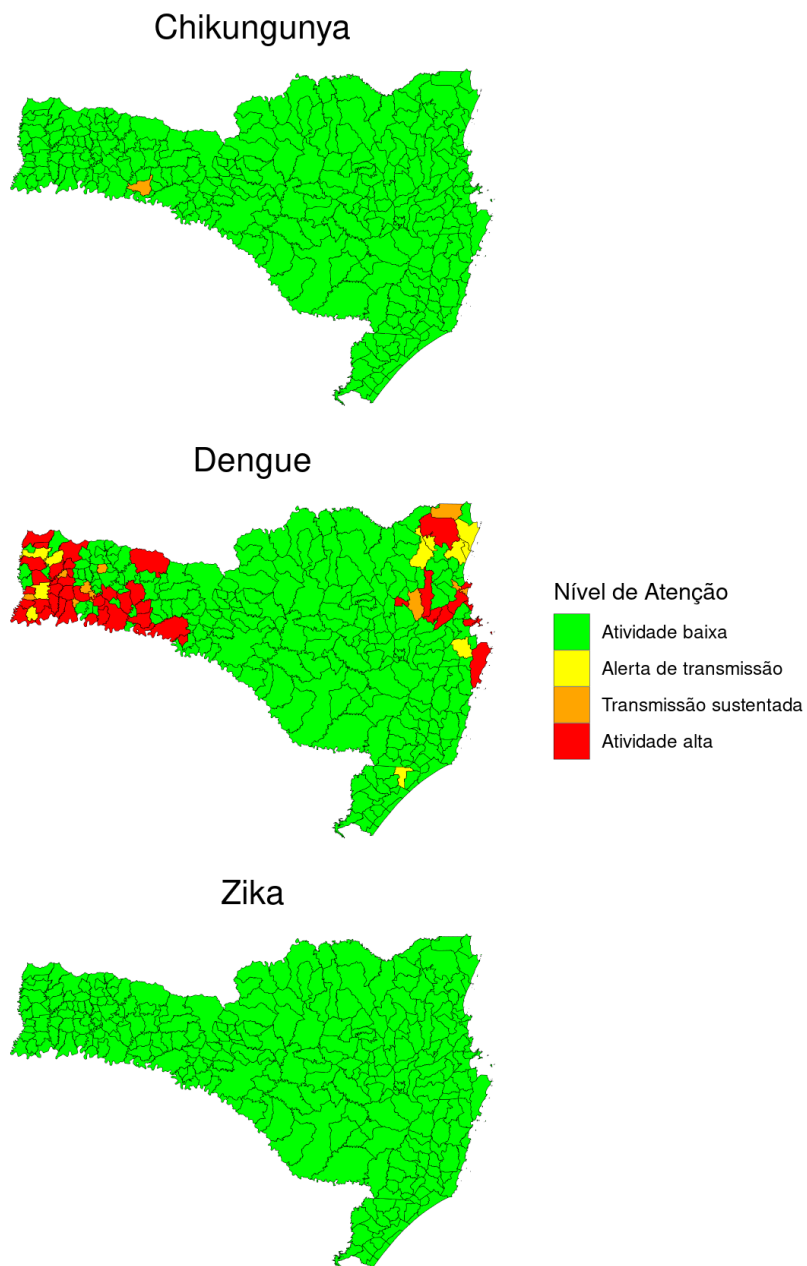 Chikungunya
Dengue
Nível de Atenção
Atividade baixa
Alerta de transmissão
Transmissão sustentada
Atividade alta
Zika